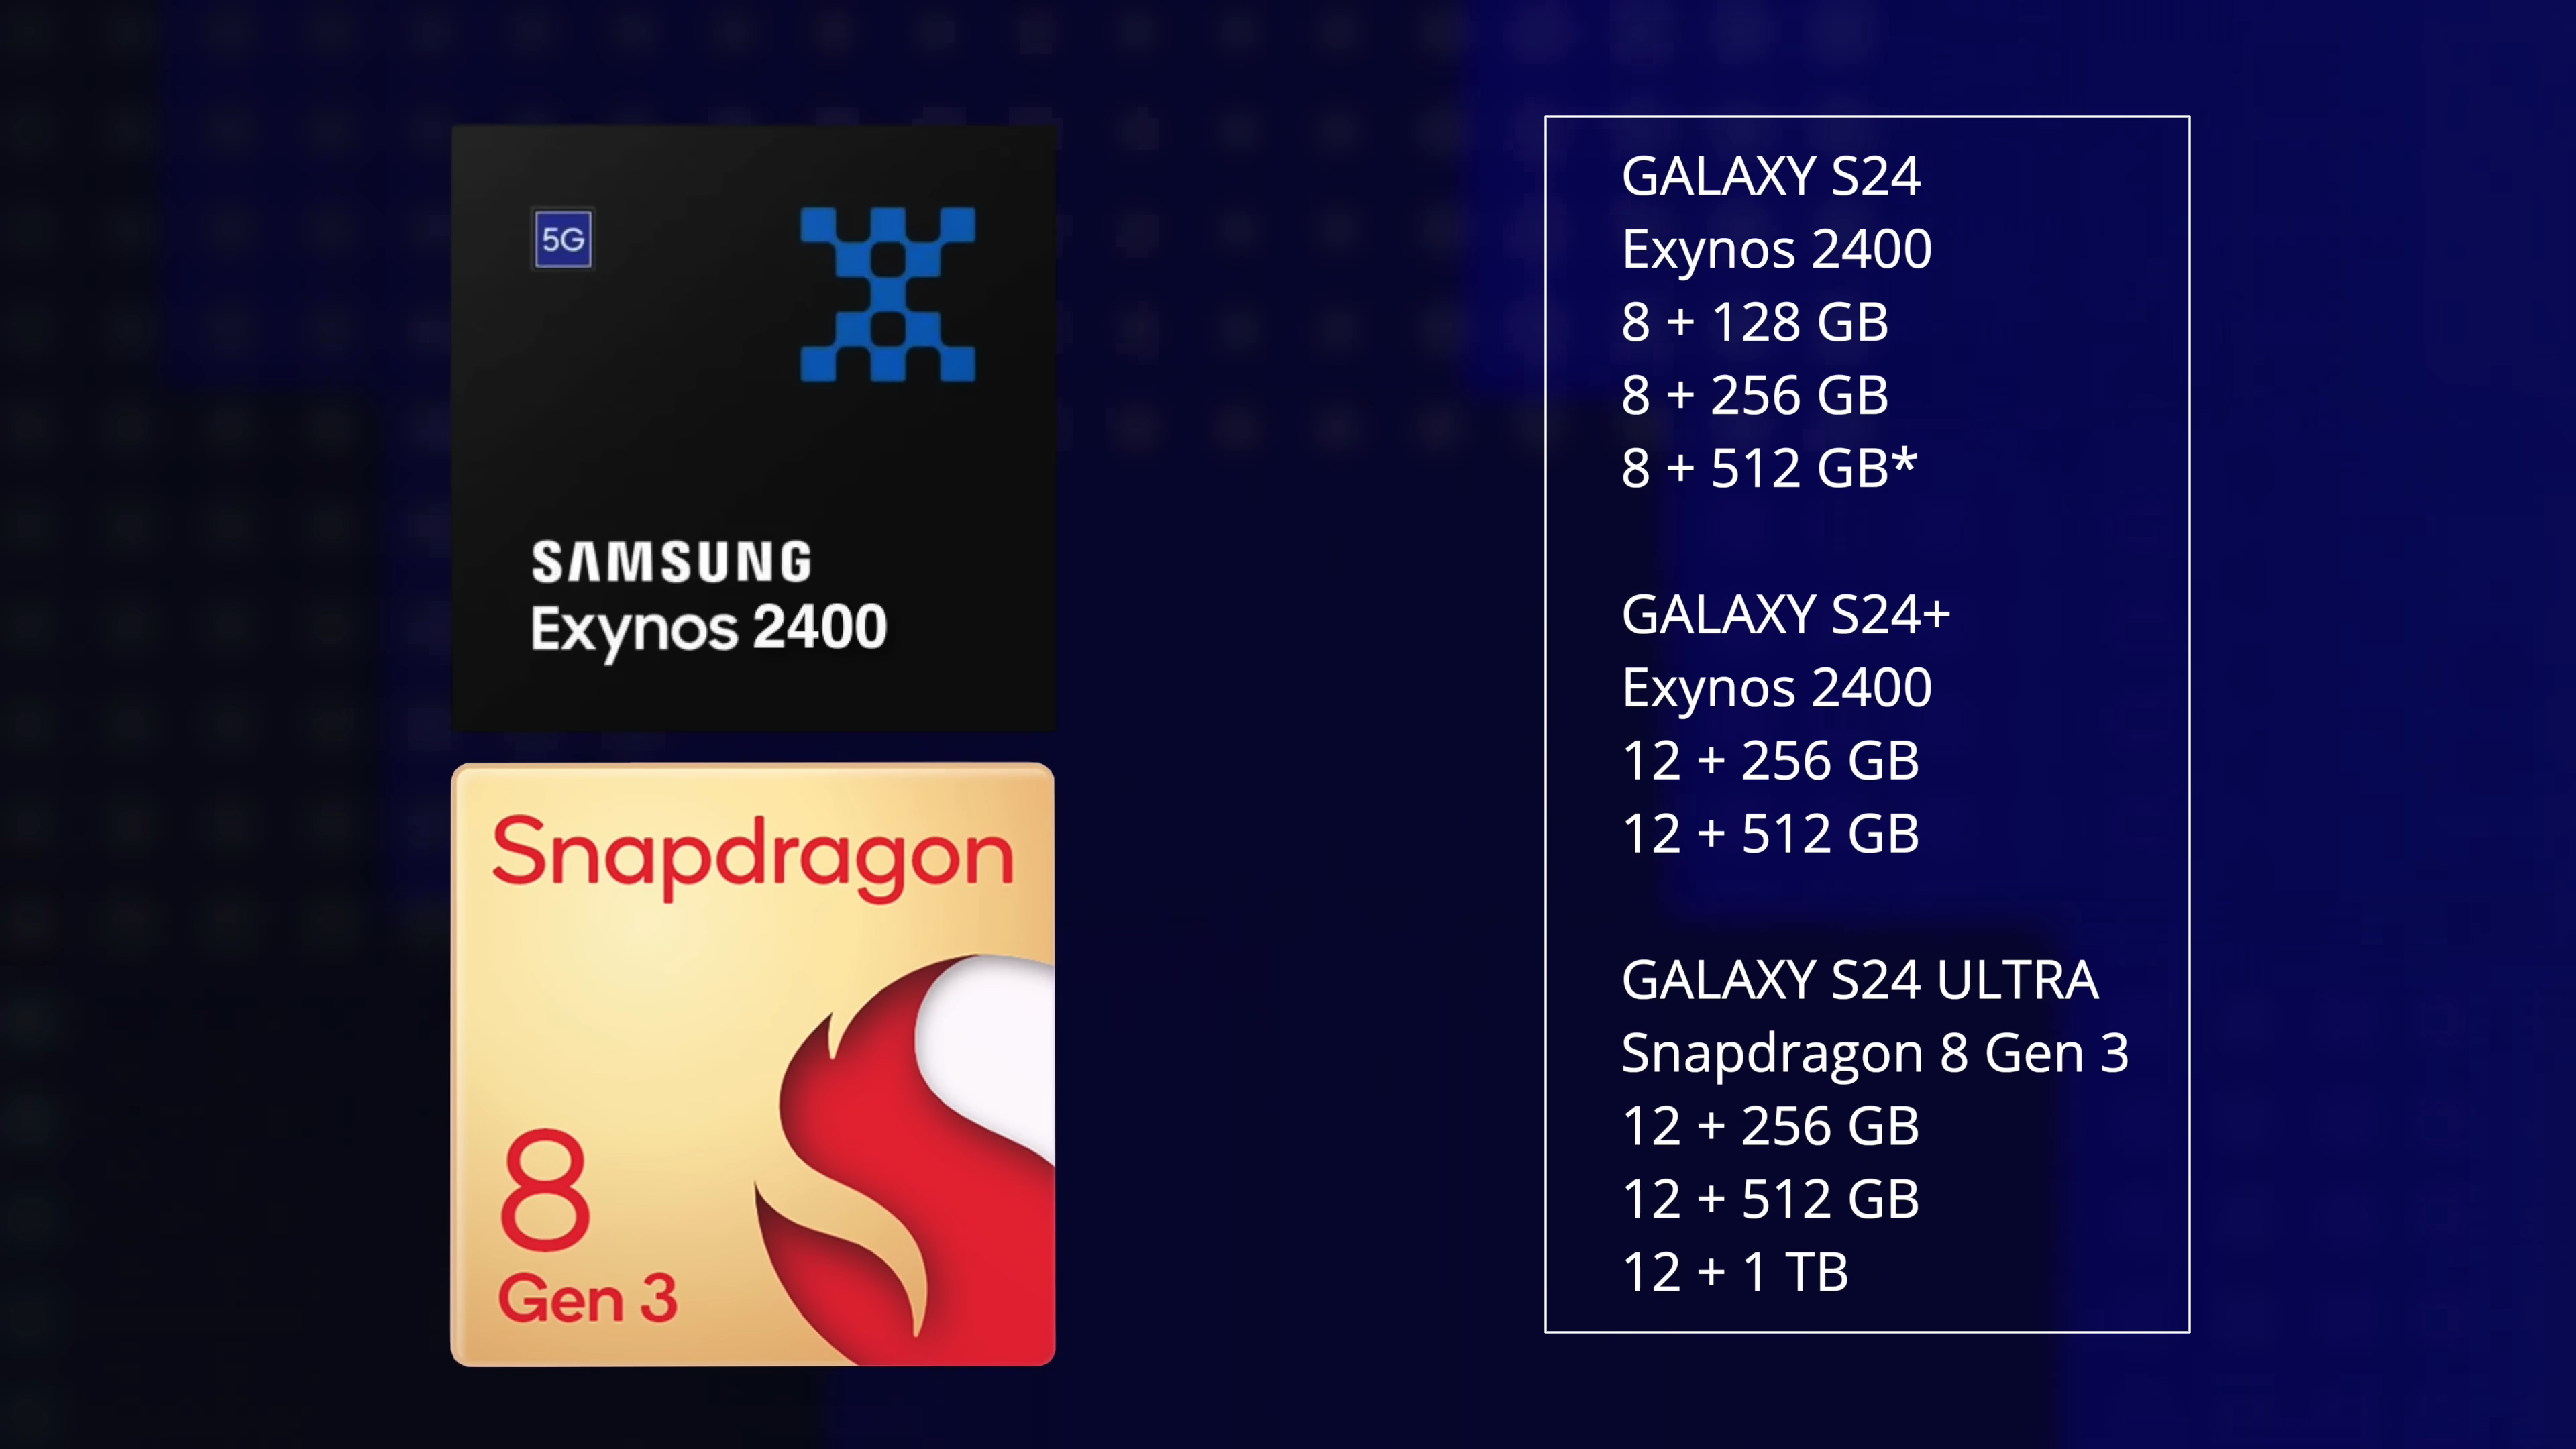 5G
SAMSUNG
Exynos 2400
Snapdragon
8
Gen 3
GALAXY S24
Exynos 2400
8 + 128 GB
8 + 256 GB
8 + 512 GB*
GALAXY S24+
Exynos 2400
12 + 256 GB
12 + 512 GB
GALAXY S24 ULTRA
Snapdragon 8 Gen 3
12 + 256 GB
12 + 512 GB
12 + 1 TB